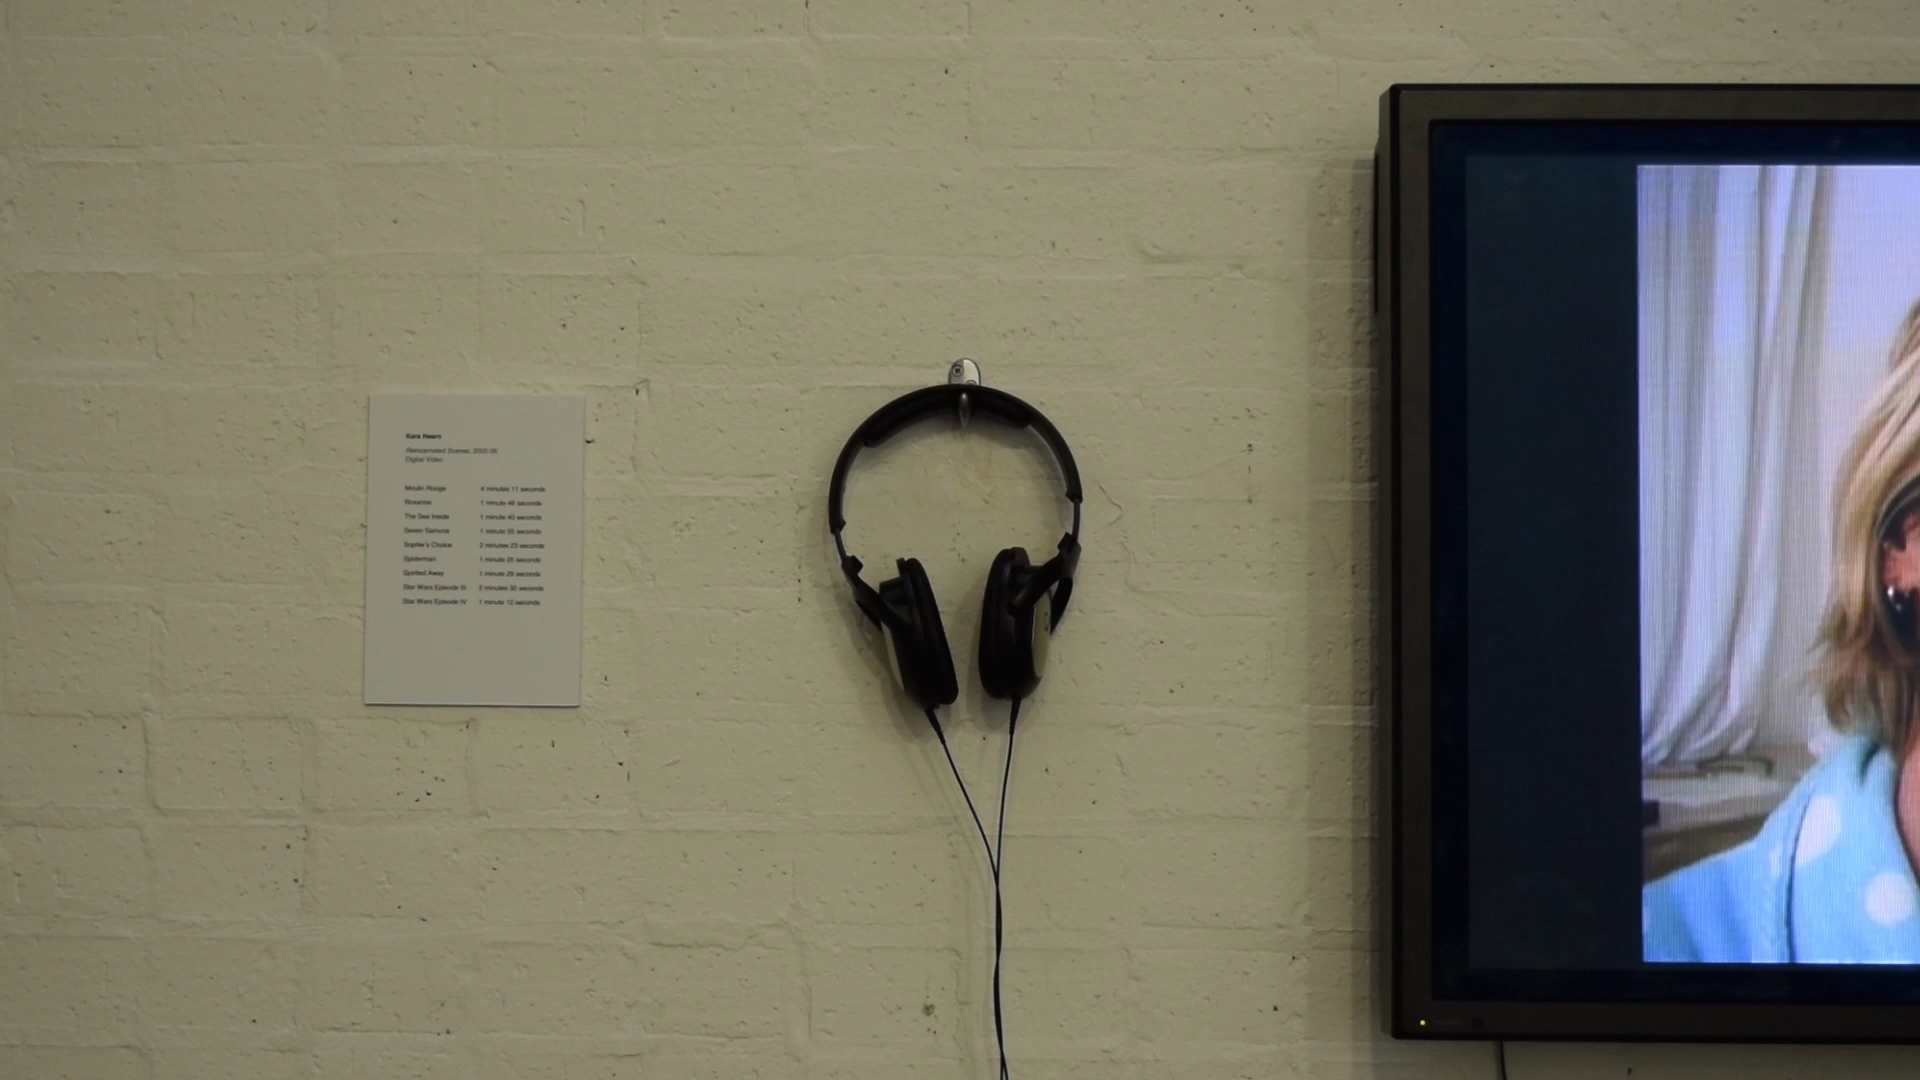 Kara Hearn
Reincarnated Scenes, 2005-06
Digital Video
Moulin Rouge 4 minutes 11 seconds
Roxanne 1 minute 48 seconds
The Sea Inside 1 minute 40 seconds
Seven Samurai 1 minute 55 seconds
Sophie's Choice 2 minutes 23 seconds
Spiderman 1 minute 25 seconds
Spirited Away 1 minute 29 seconds
Star Wars Episode III 2 minutes 30 seconds
Star Wars Episode IV 1 minute 12 seconds